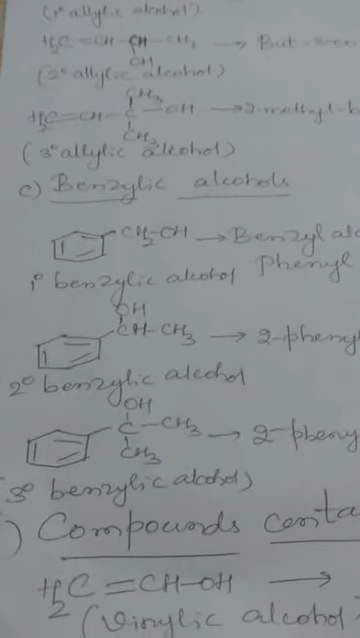 (1° allylic alcohol)
H₂C=CH-CH-CH₃ → But-3-en
OH
(2° allylic alcohol)
CH₃
H₂C=CH-C-OH → 2-methyl-b
CH₃
(3° allylic alcohol)
c) Benzylic alcohols
CH₂-OH → Benzyl alc
Phenyl
1° benzylic alcohol
OH
CH-CH₃ → 2-phenyl
2° benzylic alcohol
OH
C-CH₃ → 2-pheny
CH₃
(3° benzylic alcohol)
) Compounds conta
H₂C=CH-OH →
(Vinylic alcohol